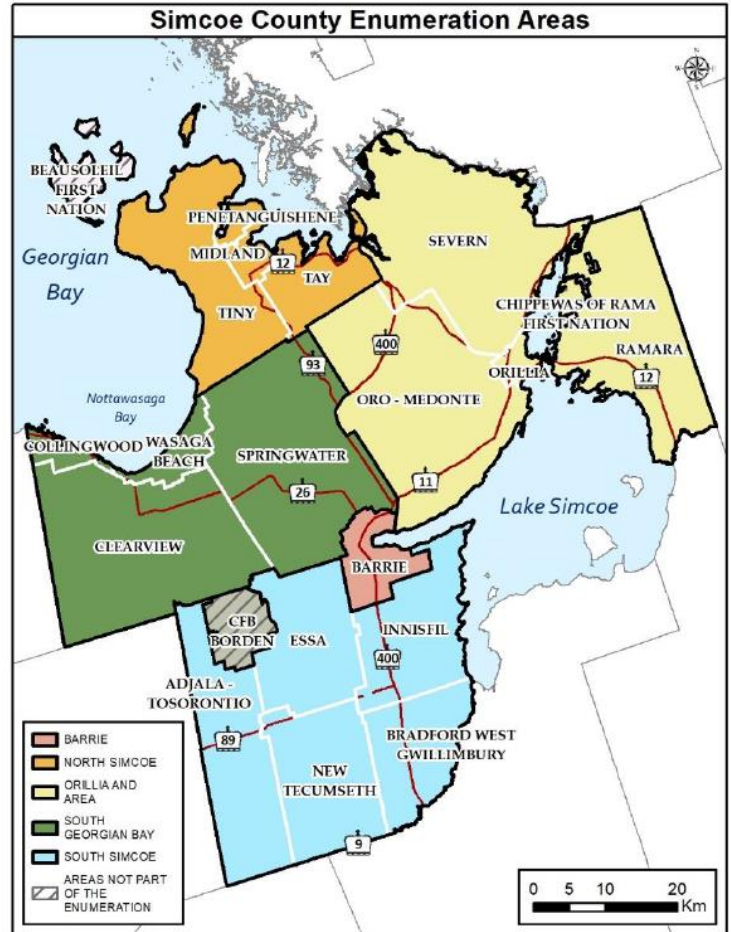 Simcoe County Enumeration Areas
N
W
E
S
BEAUSOLEIL
FIRST
NATION
PENETANGUISHENE
MIDLAND
12
TAY
SEVERN
Georgian
Bay
TINY
CHIPPEWAS OF RAMA
FIRST NATION
400
RAMARA
93
ORILLIA
12
Nottawasaga
Bay
ORO - MEDONTE
COLLINGWOOD
WASAGA
BEACH
SPRINGWATER
26
11
Lake Simcoe
CLEARVIEW
BARRIE
CFB
BORDEN
ESSA
INNISFIL
400
ADJALA -
TOSORONTIO
89
BRADFORD WEST
GWILLIMBURY
NEW
TECUMSETH
9
BARRIE
NORTH SIMCOE
ORILLIA AND
AREA
SOUTH
GEORGIAN BAY
SOUTH SIMCOE
AREAS NOT PART
OF THE
ENUMERATION
0 5 10 20
Km